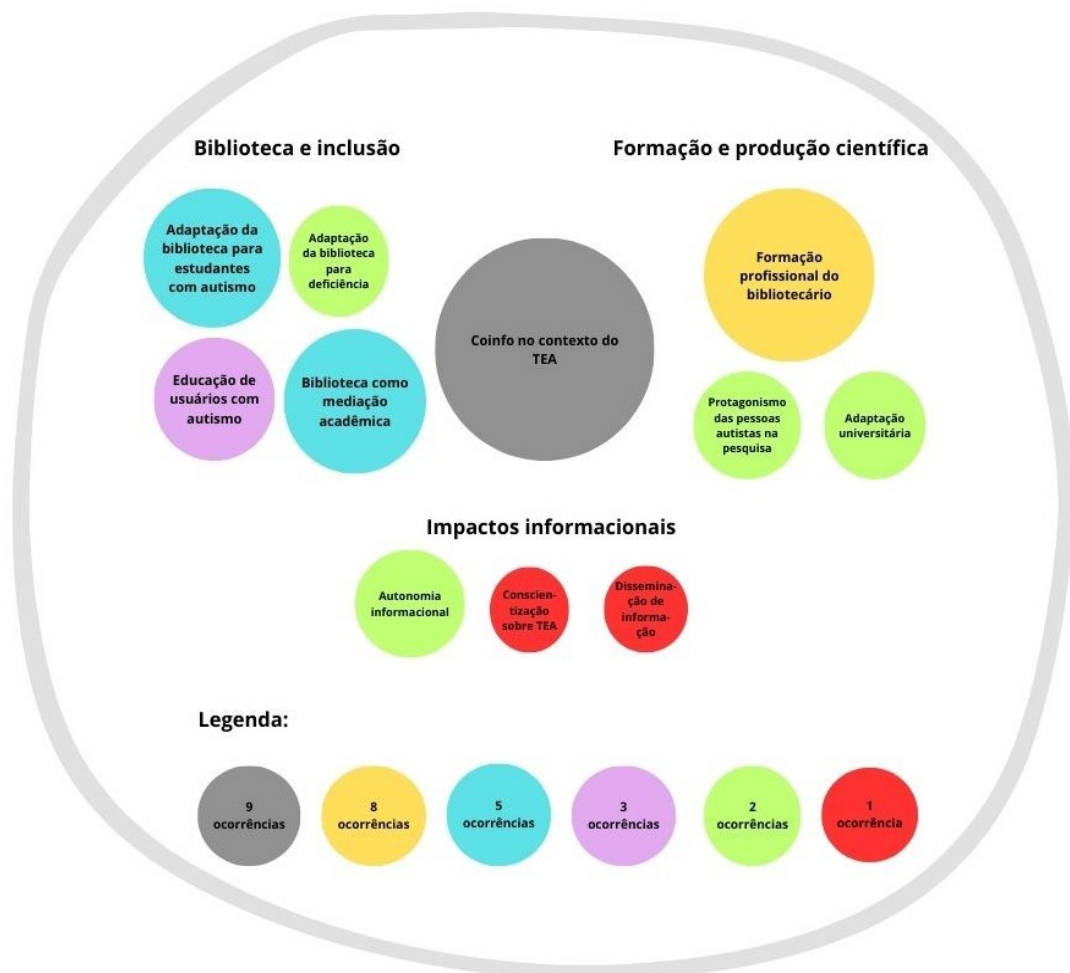 Biblioteca e inclusão
Formação e produção científica
Adaptação da
biblioteca para
estudantes
com autismo
Adaptação
da biblioteca
para
deficiência
Educação de
usuários com
autismo
Biblioteca como
mediação
acadêmica
Coinfo no contexto do
TEA
Formação
profissional do
bibliotecário
Protagonismo
das pessoas
autistas na
pesquisa
Adaptação
universitária
Impactos informacionais
Autonomia
informacional
Conscien-
tização
sobre TEA
Dissemina-
ção de
informa-
ção
Legenda:
9
ocorrências
8
ocorrências
5
ocorrências
3
ocorrências
2
ocorrências
1
ocorrência